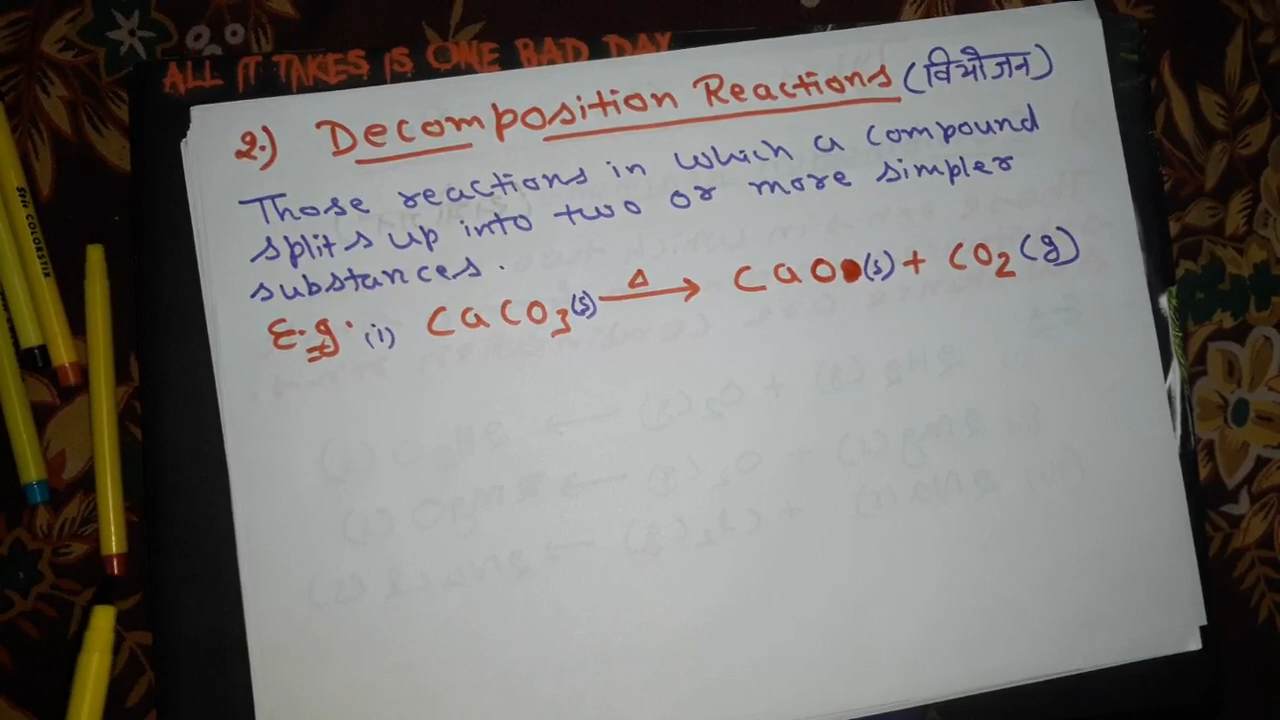 ALL IT TAKES IS ONE BAD DAY
2.) Decomposition Reactions (वियोजन)
Those reactions in which a compound
splits up into two or more simpler
substances.
E.g. (i) CaCO3(s) —Δ→ CaO(s) + CO2(g)